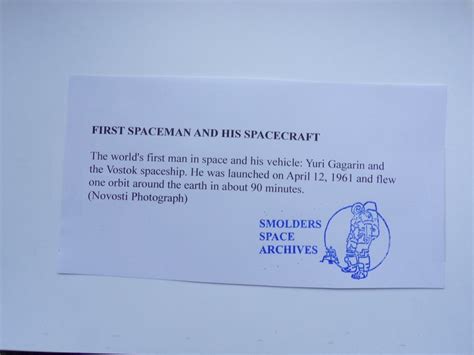 FIRST SPACEMAN AND HIS SPACECRAFT
The world's first man in space and his vehicle: Yuri Gagarin and
the Vostok spaceship. He was launched on April 12, 1961 and flew
one orbit around the earth in about 90 minutes.
(Novosti Photograph)
SMOLDERS
SPACE
ARCHIVES